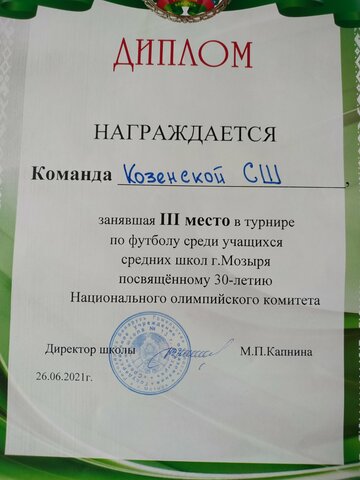 ДИПЛОМ
НАГРАЖДАЕТСЯ
Команда Козенской СШ,
занявшая III место в турнире
по футболу среди учащихся
средних школ г.Мозыря
посвящённому 30-летию
Национального олимпийского комитета
Директор школы М.П.Капнина
26.06.2021г.